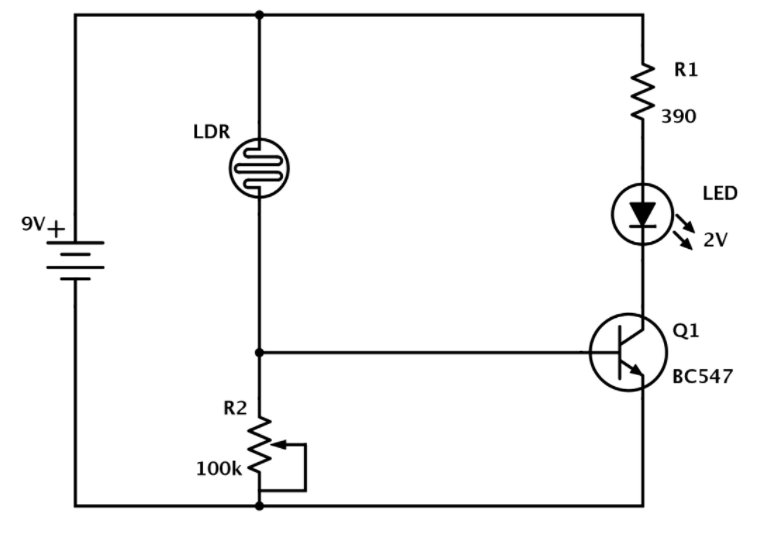 R1
390
LDR
LED
2V
9V +
Q1
BC547
R2
100k